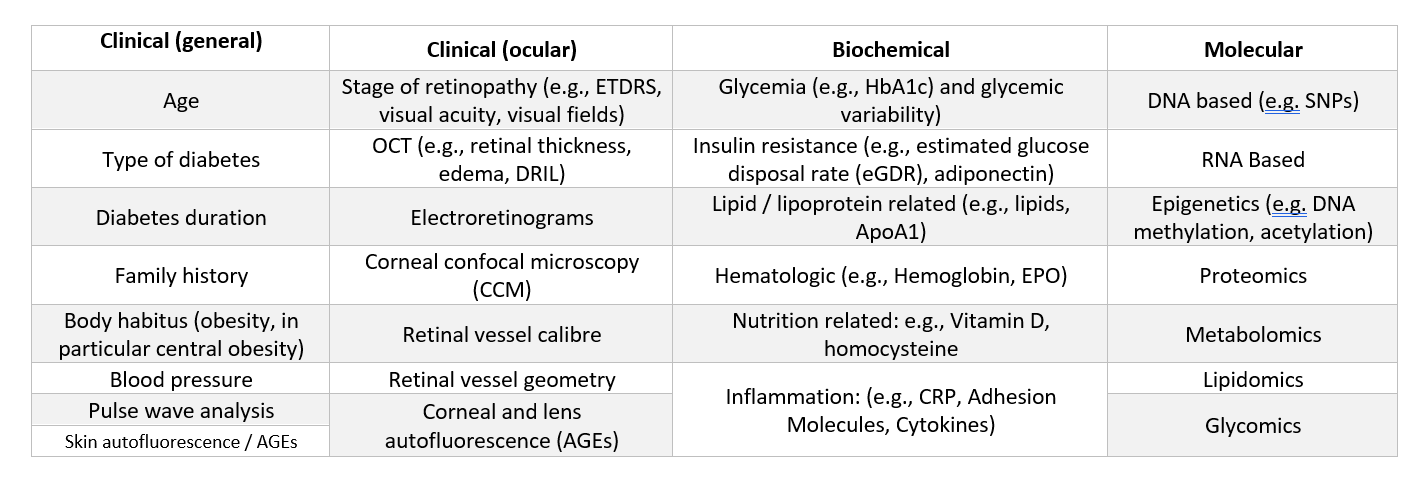 Clinical (general)
Clinical (ocular)
Biochemical
Molecular
Age
Stage of retinopathy (e.g., ETDRS,
visual acuity, visual fields)
Glycemia (e.g., HbA1c) and glycemic
variability)
DNA based (e.g. SNPs)
Type of diabetes
OCT (e.g., retinal thickness,
edema, DRIL)
Insulin resistance (e.g., estimated glucose
disposal rate (eGDR), adiponectin)
RNA Based
Diabetes duration
Electroretinograms
Lipid / lipoprotein related (e.g., lipids,
ApoA1)
Epigenetics (e.g. DNA
methylation, acetylation)
Family history
Corneal confocal microscopy
(CCM)
Hematologic (e.g., Hemoglobin, EPO)
Proteomics
Body habitus (obesity, in
particular central obesity)
Retinal vessel calibre
Nutrition related: e.g., Vitamin D,
homocysteine
Metabolomics
Blood pressure
Retinal vessel geometry
Inflammation: (e.g., CRP, Adhesion
Molecules, Cytokines)
Lipidomics
Pulse wave analysis
Corneal and lens
autofluorescence (AGEs)
Glycomics
Skin autofluorescence / AGEs